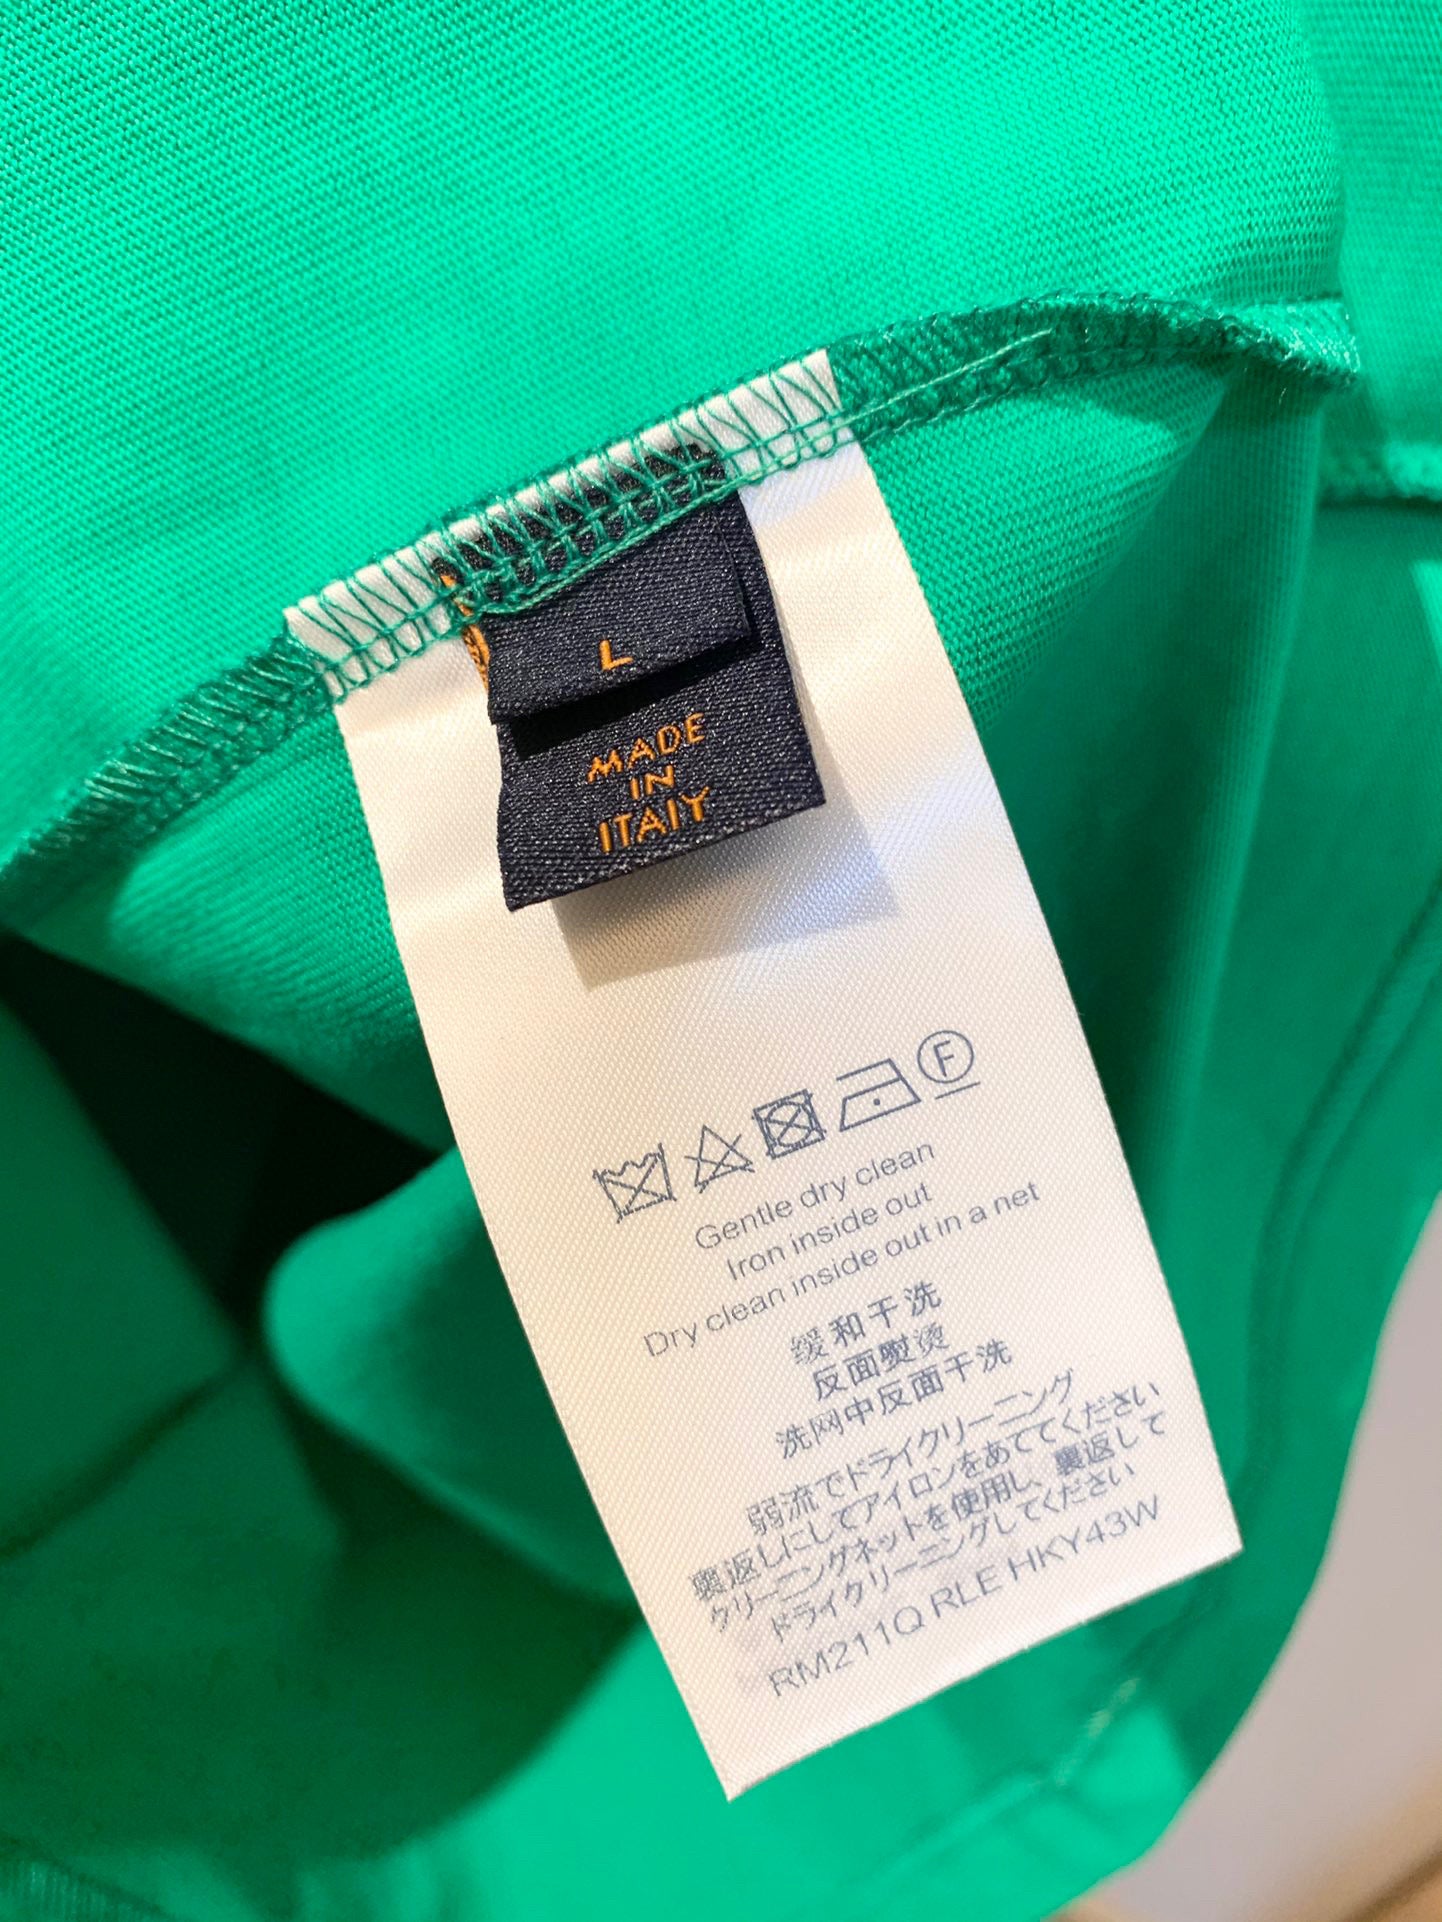 L
MADE
IN
ITAIY
F
Gentle dry clean
Iron inside out
Dry clean inside out in a net
缓和干洗
反面熨烫
洗网中反面干洗
弱流でドライクリーニング
裏返しにしてアイロンをあててください
クリーニングネットを使用し、裏返して
ドライクリーニングしてください
RM211Q RLE HKY43W